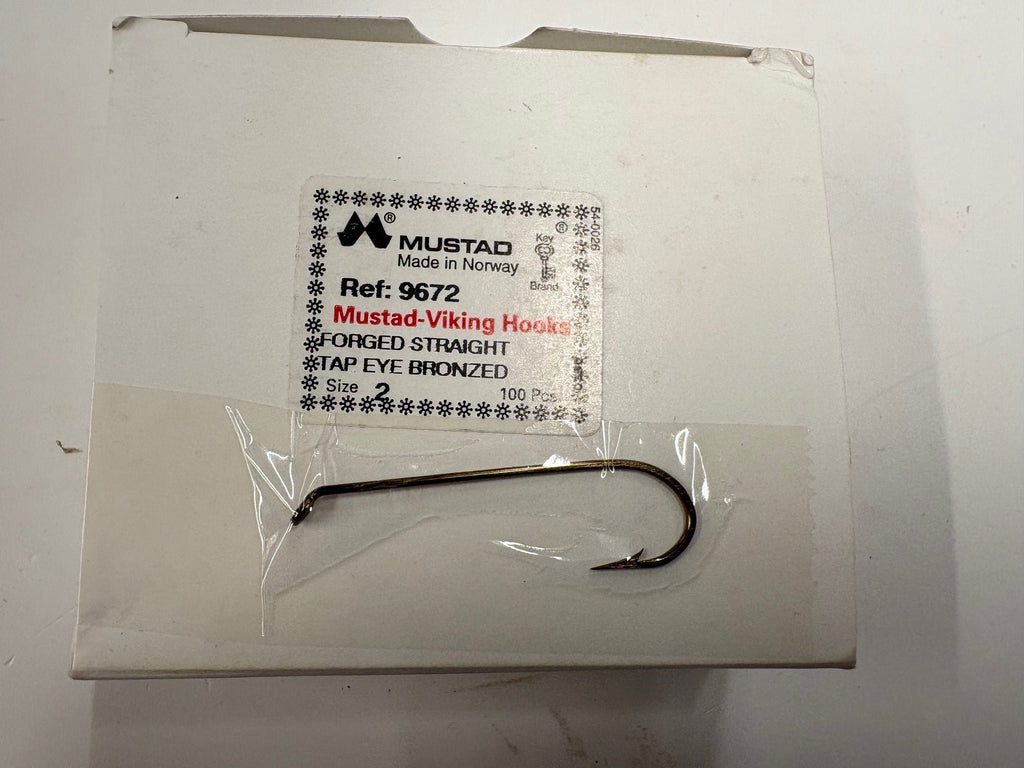 54-0026
MUSTAD ®
Made in Norway
Key ®
Brand
Ref: 9672
Mustad-Viking Hooks
FORGED STRAIGHT
TAP EYE BRONZED
Size 2
100 Pcs